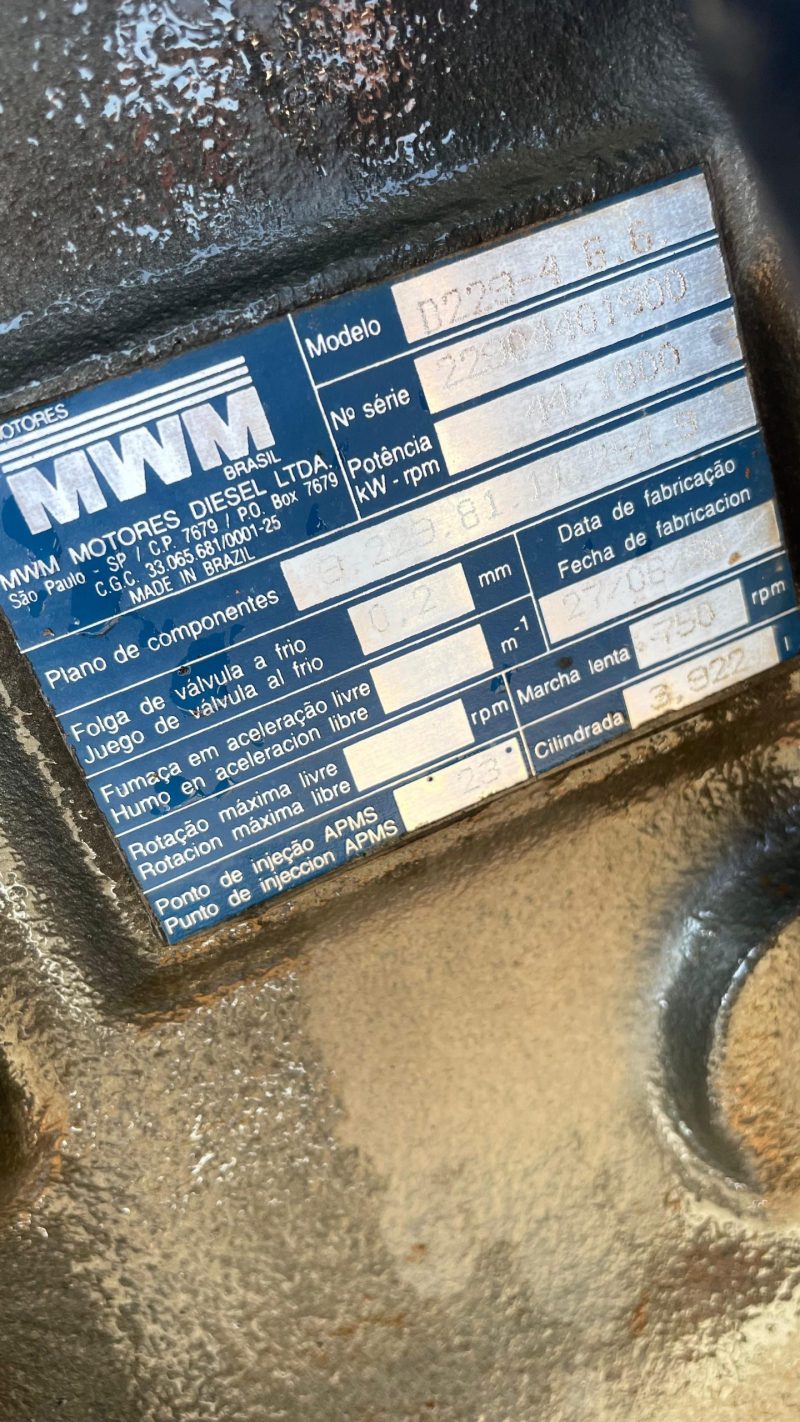 MOTORES
MWM
BRASIL
MWM MOTORES DIESEL LTDA.
São Paulo - SP / C.P. 7679 / P.O. Box 7679
C.G.C. 33.065 681/0001-25
MADE IN BRAZIL
Modelo D229-4 G.G.
Nº série
Potência
kW - rpm 44/1800
Plano de componentes
Folga de válvula a frio
Juego de válvula al frio 0.2 mm
Data de fabricação
Fecha de fabricacion
Fumaça em aceleração livre
Humo en aceleracion libre m-1
Marcha lenta 750 rpm
Rotação máxima livre
Rotacion máxima libre rpm
Cilindrada 3,922 l
Ponto de injeção APMS
Punto de injeccion APMS 23